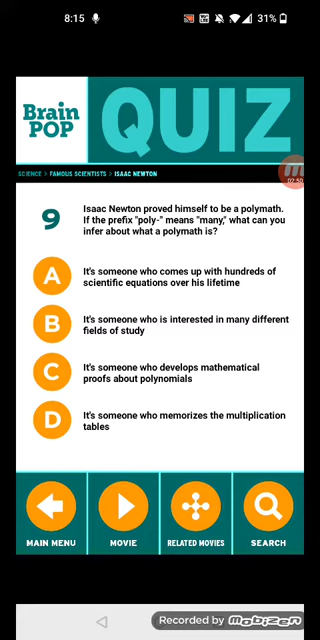 8:15
31%
Brain
POP
QUIZ
SCIENCE > FAMOUS SCIENTISTS > ISAAC NEWTON
02:50
9
Isaac Newton proved himself to be a polymath.
If the prefix "poly-" means "many," what can you
infer about what a polymath is?
A
It's someone who comes up with hundreds of
scientific equations over his lifetime
B
It's someone who is interested in many different
fields of study
C
It's someone who develops mathematical
proofs about polynomials
D
It's someone who memorizes the multiplication
tables
MAIN MENU
MOVIE
RELATED MOVIES
SEARCH
Recorded by Mobizen